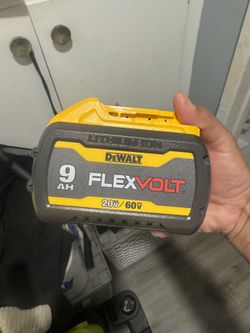 LITHIUM ION
DEWALT
9
AH
FLEXVOLT
20V/60V